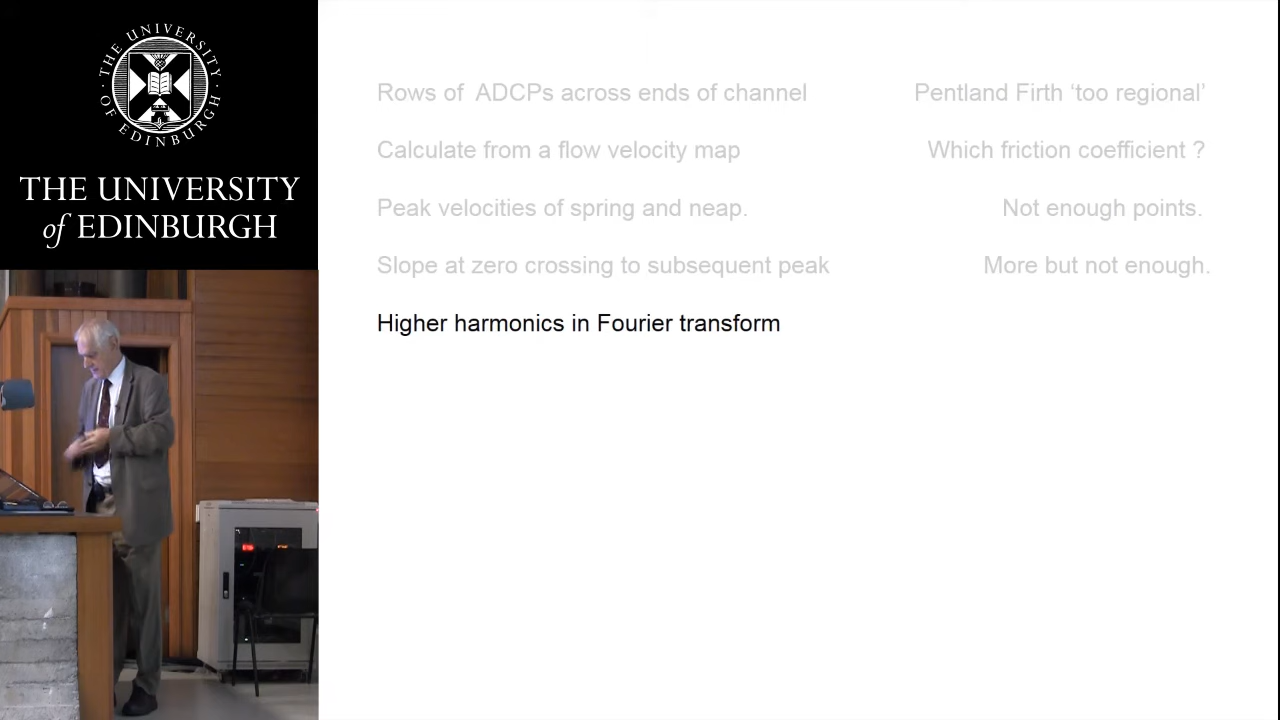 THE UNIVERSITY
OF EDINBURGH
THE UNIVERSITY
of EDINBURGH
Rows of ADCPs across ends of channel Pentland Firth ‘too regional’
Calculate from a flow velocity map Which friction coefficient ?
Peak velocities of spring and neap. Not enough points.
Slope at zero crossing to subsequent peak More but not enough.
Higher harmonics in Fourier transform